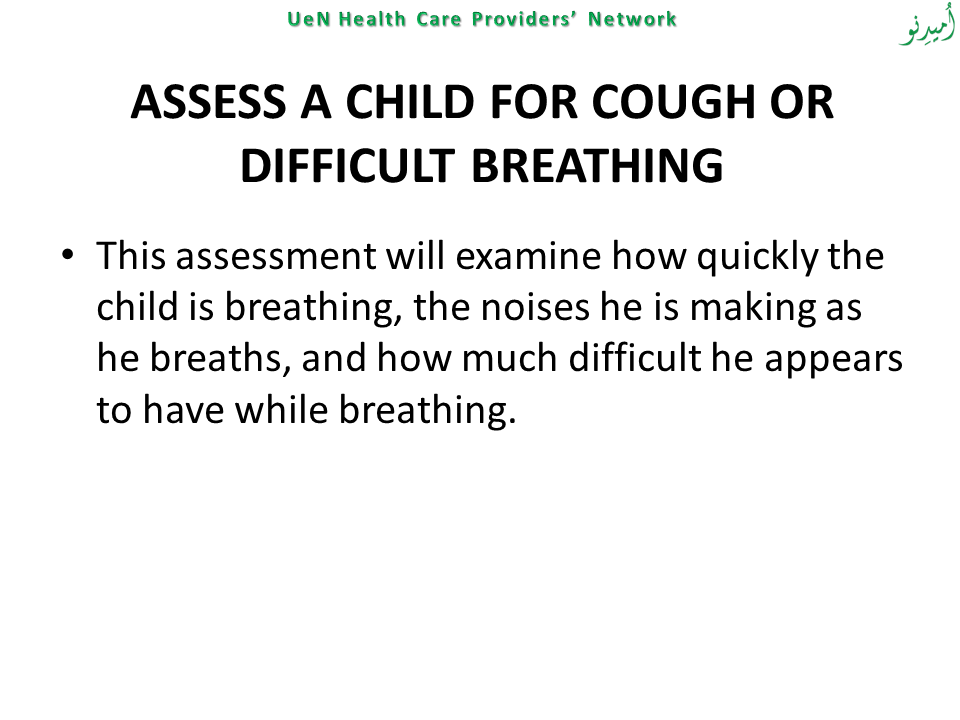 UeN Health Care Providers’ Network
اُميدِنو
ASSESS A CHILD FOR COUGH OR
DIFFICULT BREATHING
• This assessment will examine how quickly the
child is breathing, the noises he is making as
he breaths, and how much difficult he appears
to have while breathing.